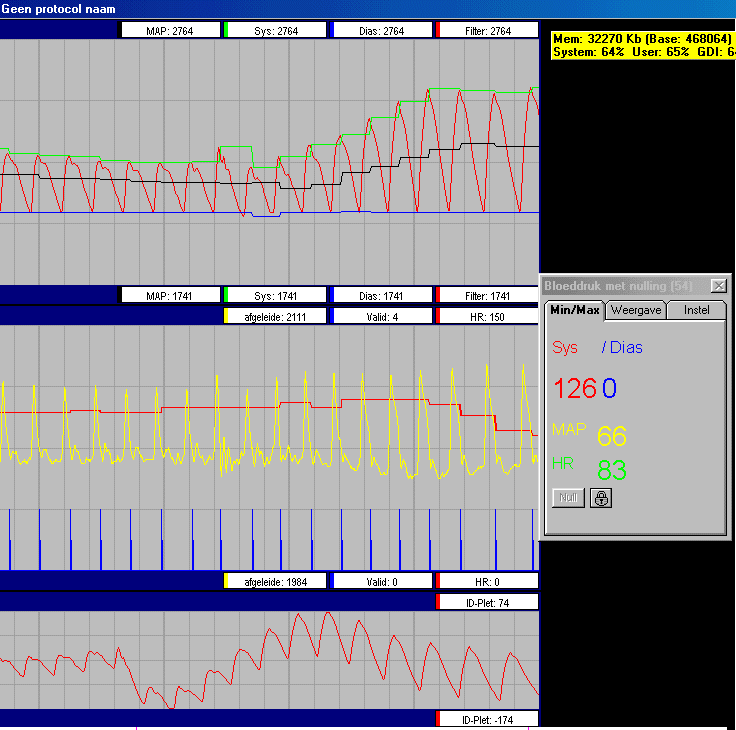 Geen protocol naam
MAP: 2764 Sys: 2764 Dias: 2764 Filter: 2764
Mem: 32270 Kb (Base: 468064)
System: 64% User: 65% GDI: 6
MAP: 1741 Sys: 1741 Dias: 1741 Filter: 1741
afgeleide: 2111 Valid: 4 HR: 150
Bloeddruk met nulling (54)
Min/Max Weergave Instel
Sys / Dias
126 0
MAP 66
HR 83
Null
afgeleide: 1984 Valid: 0 HR: 0
ID-Plet: 74
ID-Plet: -174